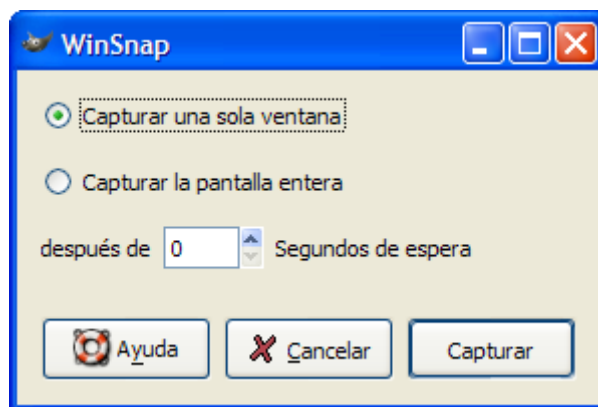 WinSnap
Capturar una sola ventana
Capturar la pantalla entera
después de 0 Segundos de espera
Ayuda Cancelar Capturar